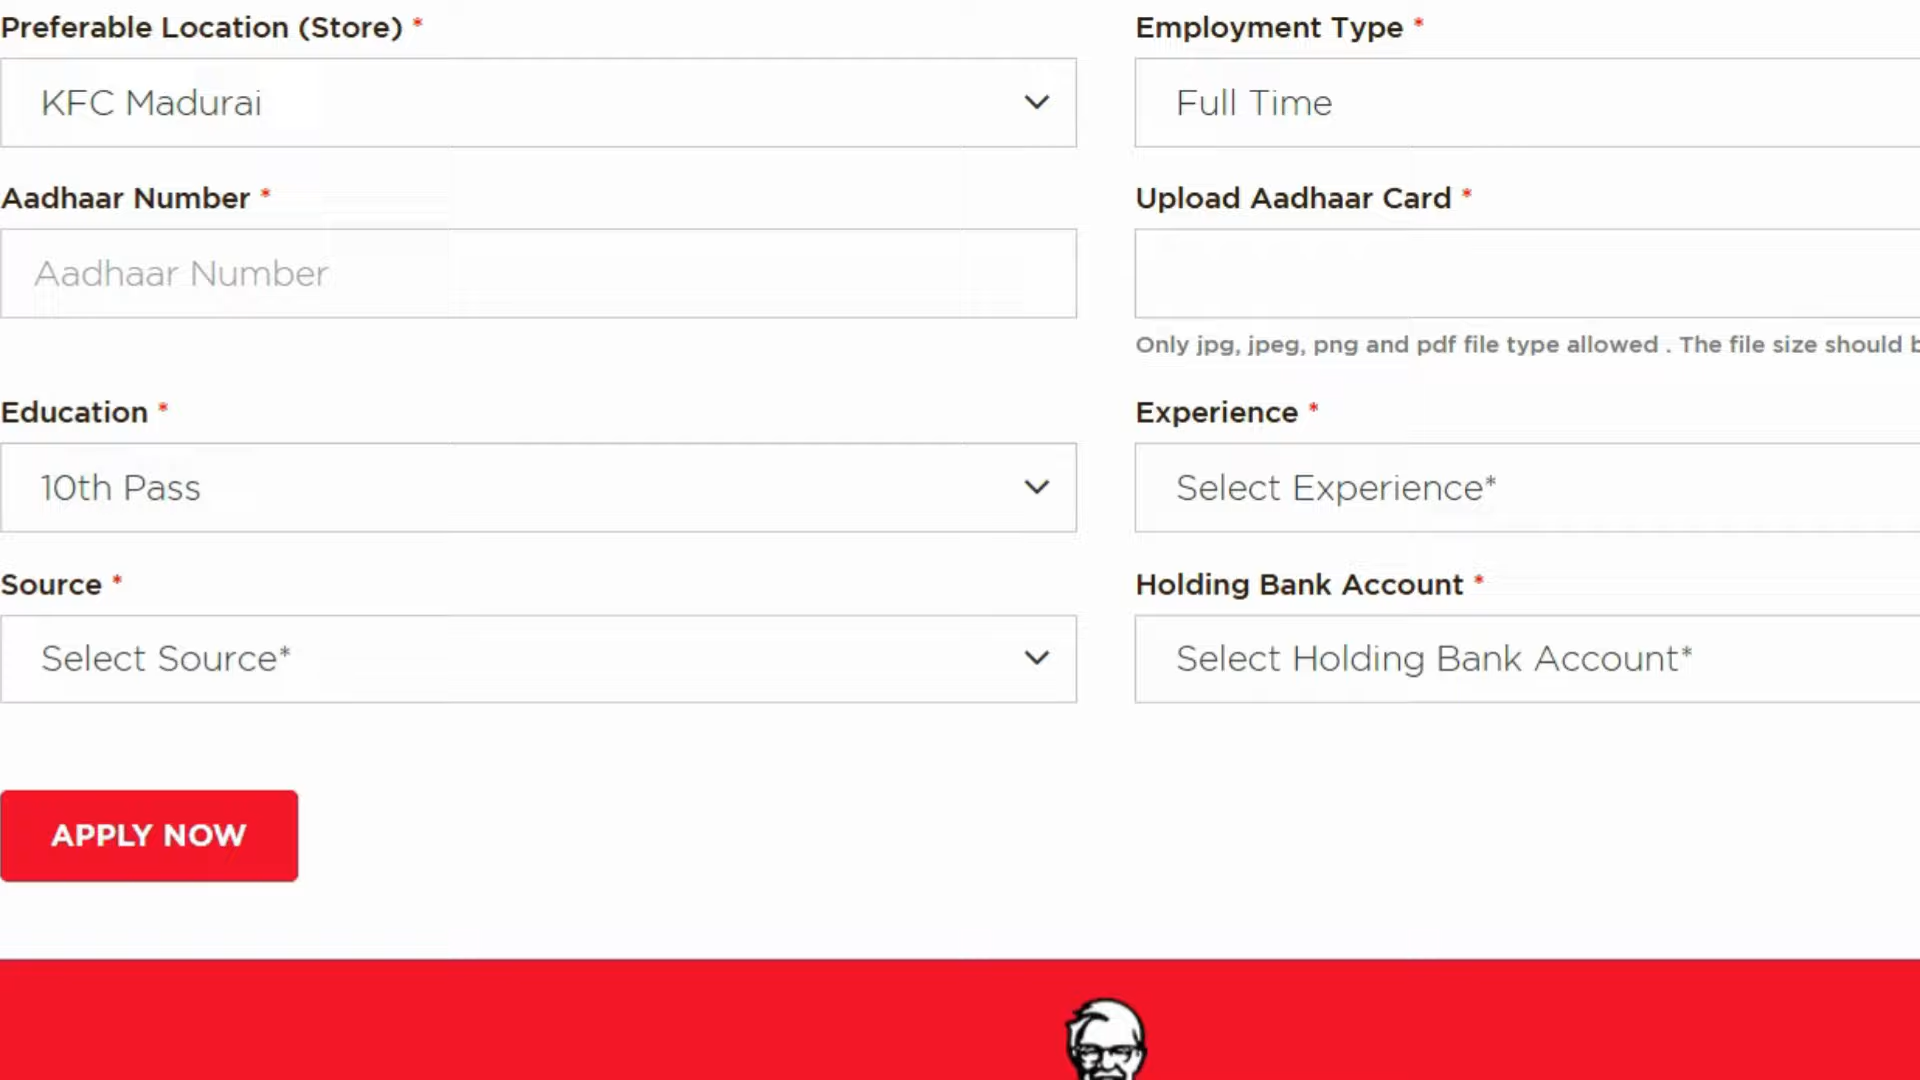 Preferable Location (Store) *
Employment Type *
KFC Madurai
Full Time
Aadhaar Number *
Upload Aadhaar Card *
Aadhaar Number
Only jpg, jpeg, png and pdf file type allowed . The file size should
Education *
Experience *
10th Pass
Select Experience*
Source *
Holding Bank Account *
Select Source*
Select Holding Bank Account*
APPLY NOW